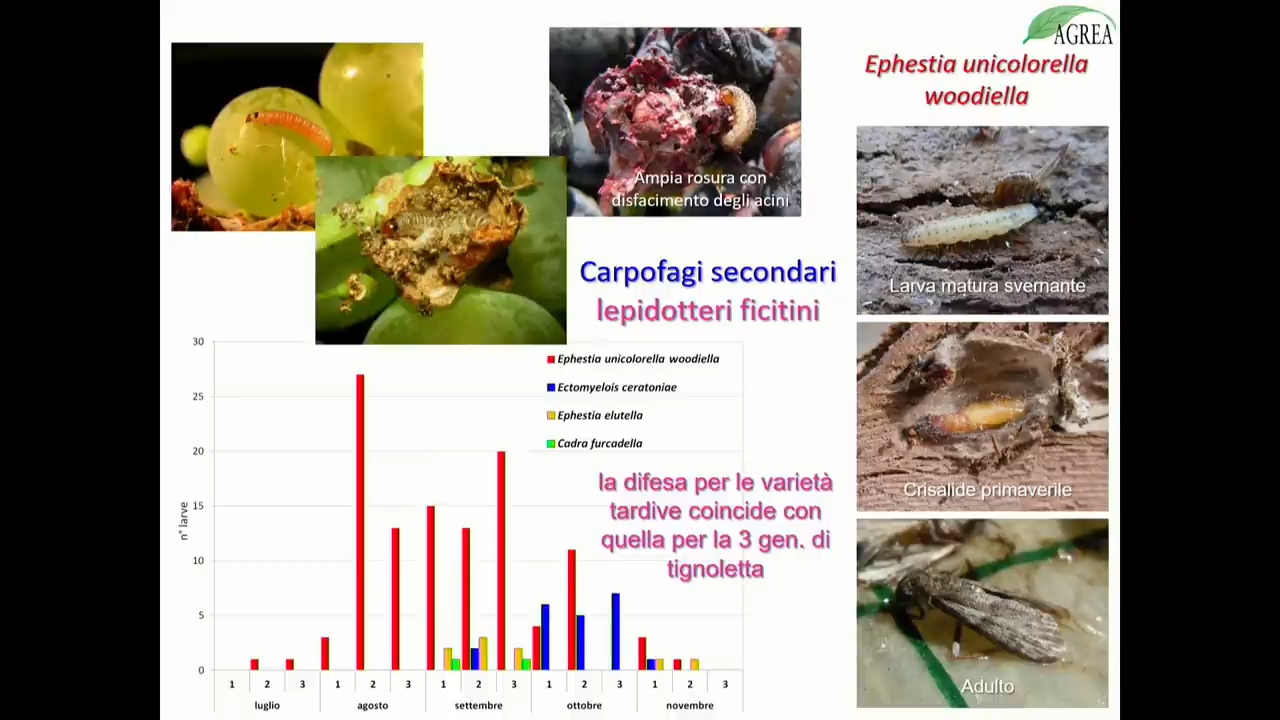 AGREA
Ephestia unicolorella
woodiella
Ampia rosura con
disfacimento degli acini
Larva matura svernante
Carpofagi secondari
lepidotteri ficitini
Crisalide primaverile
Adulto
n° larve
30
25
20
15
10
5
0
Ephestia unicolorella woodiella
Ectomyelois ceratoniae
Ephestia elutella
Cadra furcadella
la difesa per le varietà
tardive coincide con
quella per la 3 gen. di
tignoletta
1 2 3 1 2 3 1 2 3 1 2 3 1 2 3
luglio agosto settembre ottobre novembre